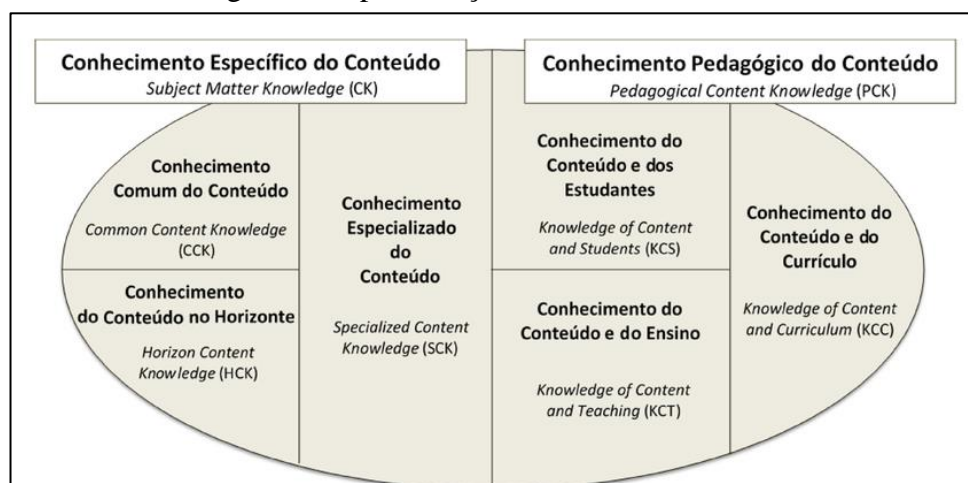 Conhecimento Específico do Conteúdo
Subject Matter Knowledge (CK)
Conhecimento Pedagógico do Conteúdo
Pedagogical Content Knowledge (PCK)
Conhecimento
Comum do Conteúdo
Common Content Knowledge
(CCK)
Conhecimento
do Conteúdo no Horizonte
Horizon Content
Knowledge (HCK)
Conhecimento
Especializado
do
Conteúdo
Specialized Content
Knowledge (SCK)
Conhecimento do
Conteúdo e dos
Estudantes
Knowledge of Content
and Students (KCS)
Conhecimento do
Conteúdo e do Ensino
Knowledge of Content
and Teaching (KCT)
Conhecimento do
Conteúdo e do
Currículo
Knowledge of Content
and Curriculum (KCC)